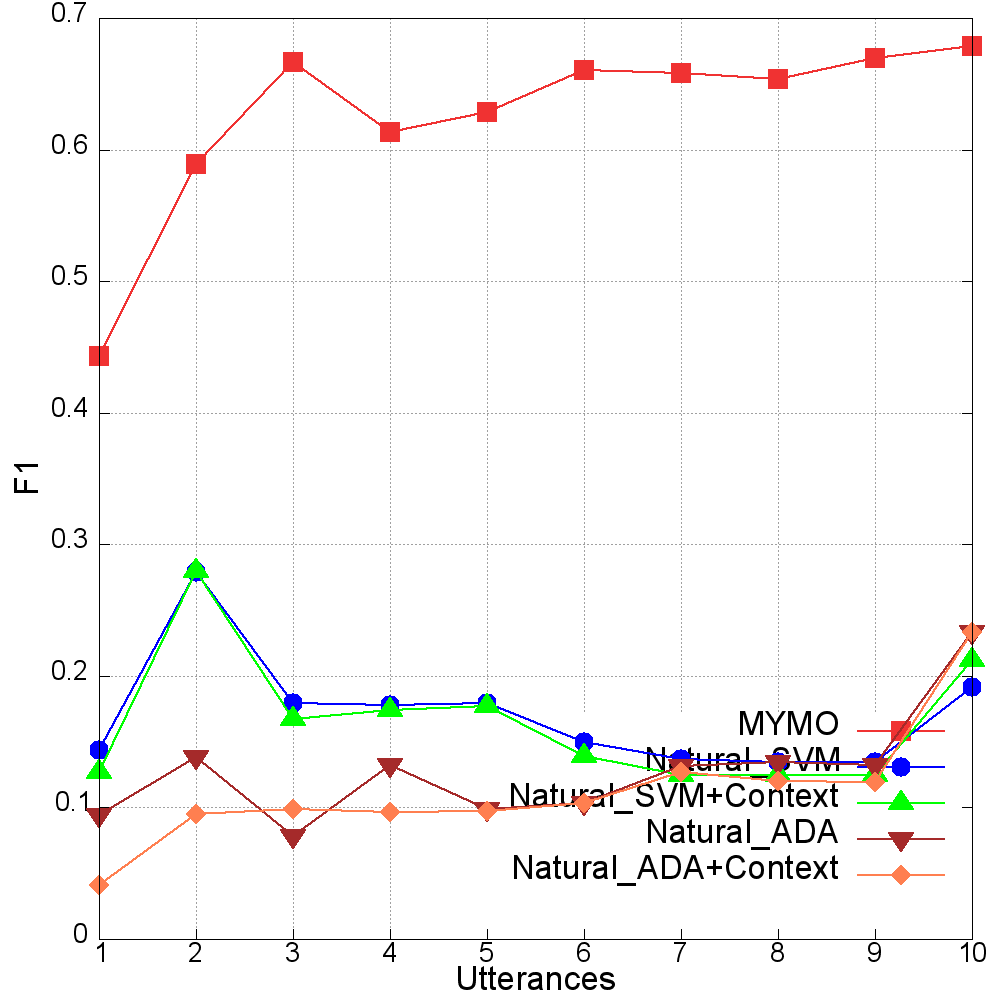 0.7
0.6
0.5
0.4
0.3
0.2
0.1
0
F1
MYMO
Natural_SVM
Natural_SVM+Context
Natural_ADA
Natural_ADA+Context
1 2 3 4 5 6 7 8 9 10
Utterances